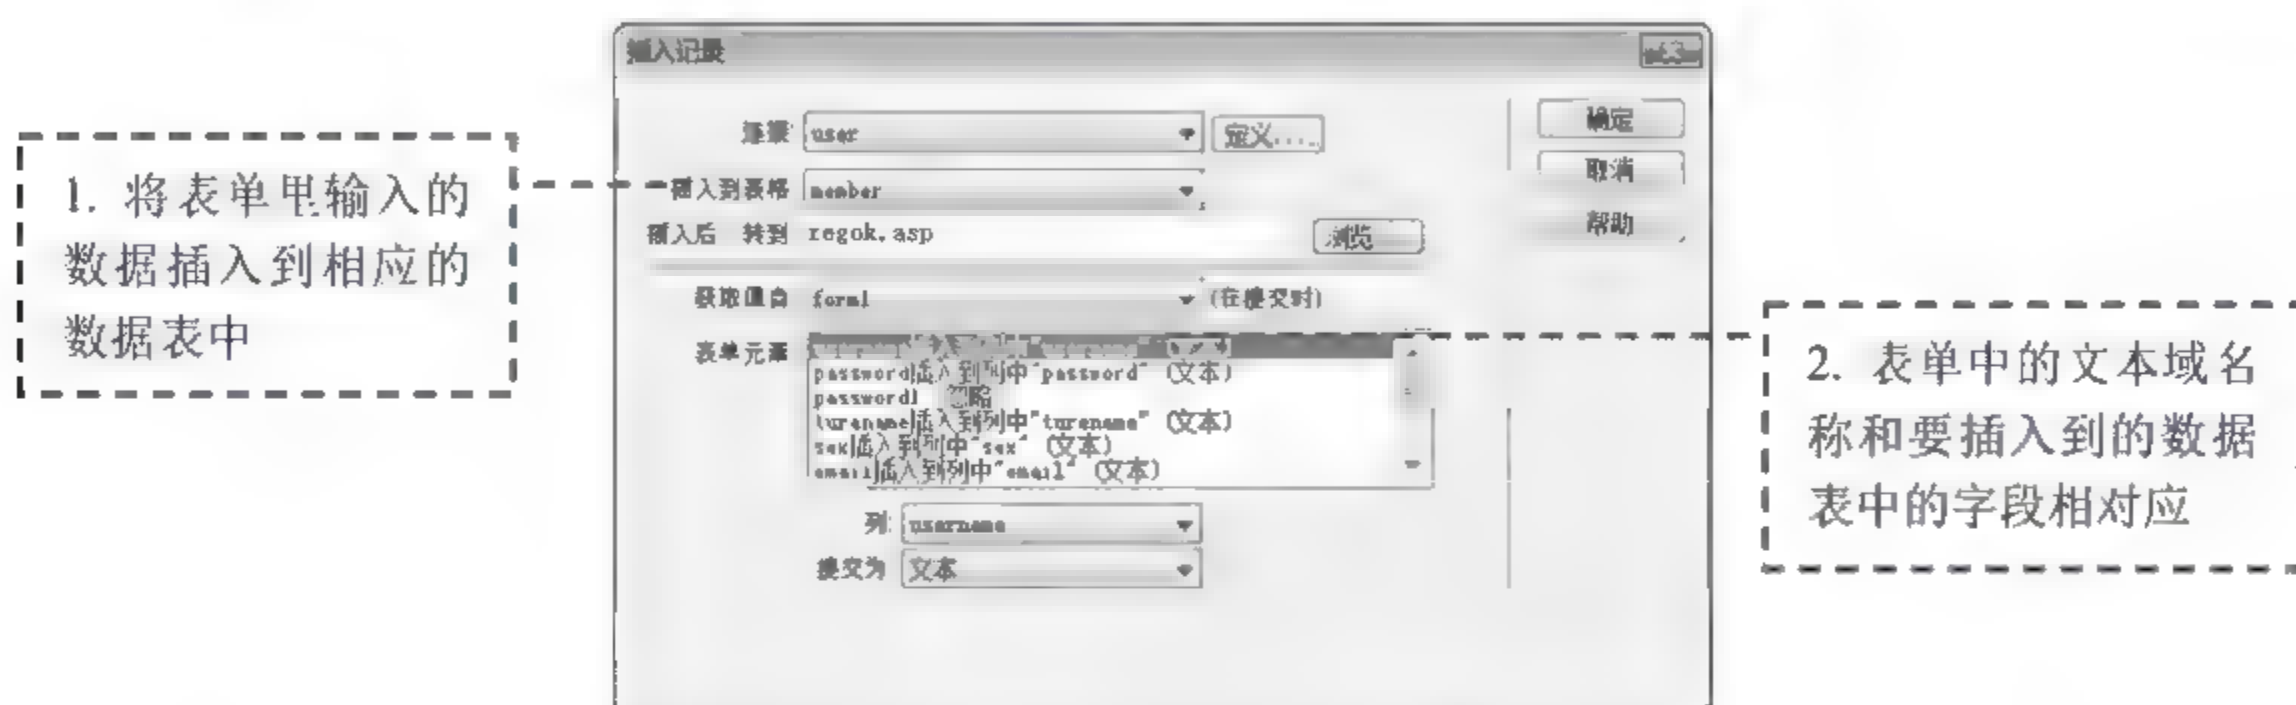 插入记录
连接 user 定义....
确定
取消
帮助
插入到表格 member
插入后 转到 regok.asp 浏览
获取值自 form1 (在提交时)
表单元素
password插入到列中"password" (文本)
password1 忽略
turename插入到列中"turename" (文本)
sex插入到列中"sex" (文本)
email插入到列中"email" (文本)
列: username
提交为 文本
1. 将表单里输入的
数据插入到相应的
数据表中
2. 表单中的文本域名
称和要插入到的数据
表中的字段相对应